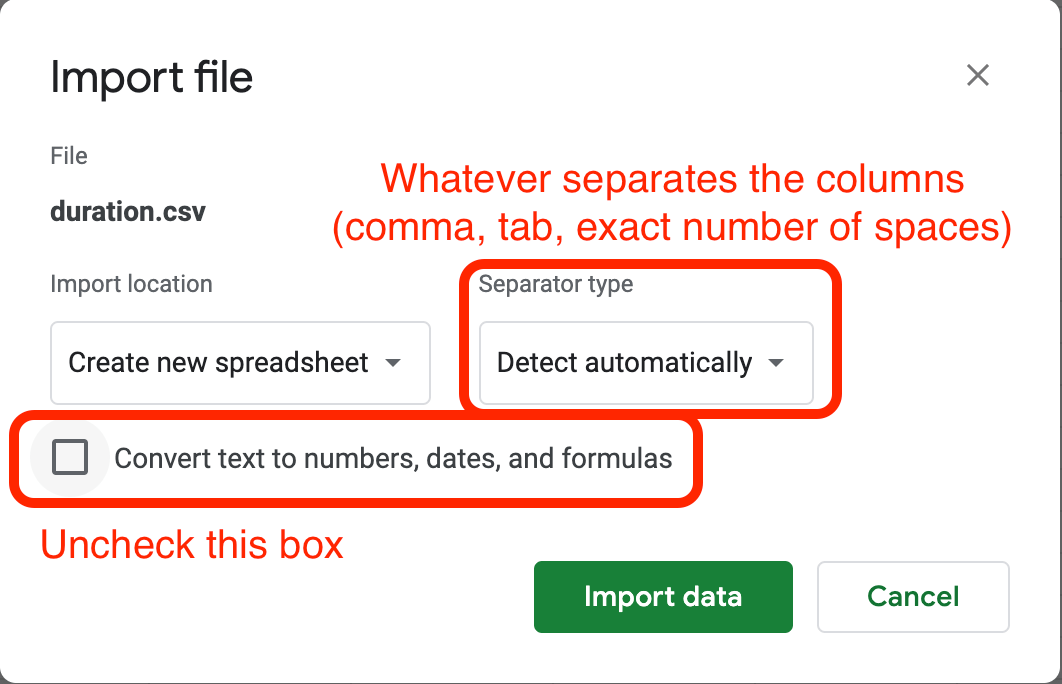 Import file
File
duration.csv
Whatever separates the columns
(comma, tab, exact number of spaces)
Import location
Separator type
Create new spreadsheet
Detect automatically
Convert text to numbers, dates, and formulas
Uncheck this box
Import data
Cancel